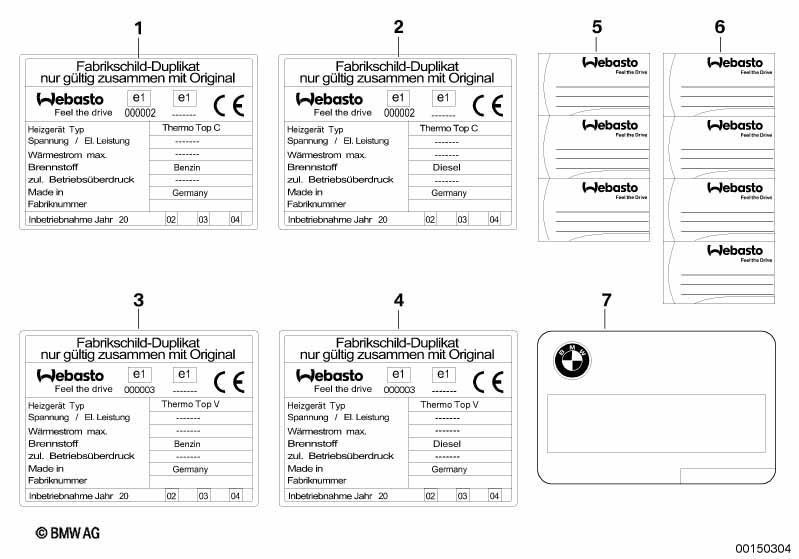 1
Fabrikschild-Duplikat
nur gültig zusammen mit Original
Webasto
Feel the drive
e1 e1 CE
000002 -------
Heizgerät Typ Thermo Top C
Spannung / El. Leistung -------
Wärmestrom max. -------
Brennstoff Benzin
zul. Betriebsüberdruck -------
Made in Germany
Fabriknummer
Inbetriebnahme Jahr 20 02 03 04
2
Fabrikschild-Duplikat
nur gültig zusammen mit Original
Webasto
Feel the drive
e1 e1 CE
000002 -------
Heizgerät Typ Thermo Top C
Spannung / El. Leistung -------
Wärmestrom max. -------
Brennstoff Diesel
zul. Betriebsüberdruck -------
Made in Germany
Fabriknummer
Inbetriebnahme Jahr 20 02 03 04
5
Webasto
Feel the Drive
Webasto
Feel the Drive
Webasto
Feel the Drive
6
Webasto
Feel the Drive
Webasto
Feel the Drive
Webasto
Feel the Drive
Webasto
Feel the Drive
3
Fabrikschild-Duplikat
nur gültig zusammen mit Original
Webasto
Feel the drive
e1 e1 CE
000003 -------
Heizgerät Typ Thermo Top V
Spannung / El. Leistung -------
Wärmestrom max. -------
Brennstoff Benzin
zul. Betriebsüberdruck -------
Made in Germany
Fabriknummer
Inbetriebnahme Jahr 20 02 03 04
4
Fabrikschild-Duplikat
nur gültig zusammen mit Original
Webasto
Feel the drive
e1 e1 CE
000003 -------
Heizgerät Typ Thermo Top V
Spannung / El. Leistung -------
Wärmestrom max. -------
Brennstoff Diesel
zul. Betriebsüberdruck -------
Made in Germany
Fabriknummer
Inbetriebnahme Jahr 20 02 03 04
7
BMW
© BMW AG
00150304